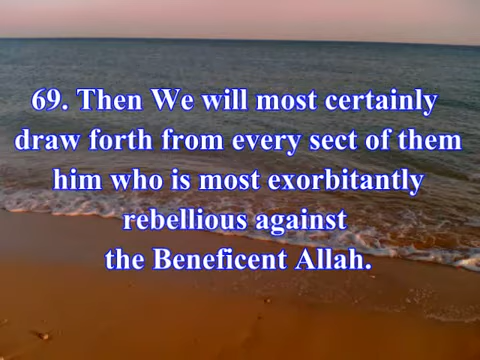 69. Then We will most certainly
draw forth from every sect of them
him who is most exorbitantly
rebellious against
the Beneficent Allah.